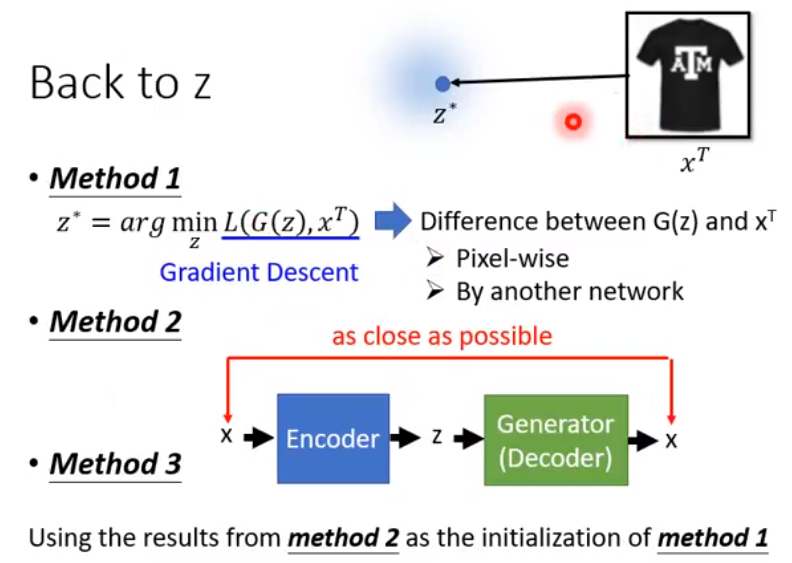 Back to z
z*
ATM
x^T
• Method 1
z* = arg min_z L(G(z), x^T)
Difference between G(z) and x^T
Gradient Descent
➢ Pixel-wise
➢ By another network
• Method 2
as close as possible
x
Encoder
z
Generator
(Decoder)
x
• Method 3
Using the results from method 2 as the initialization of method 1